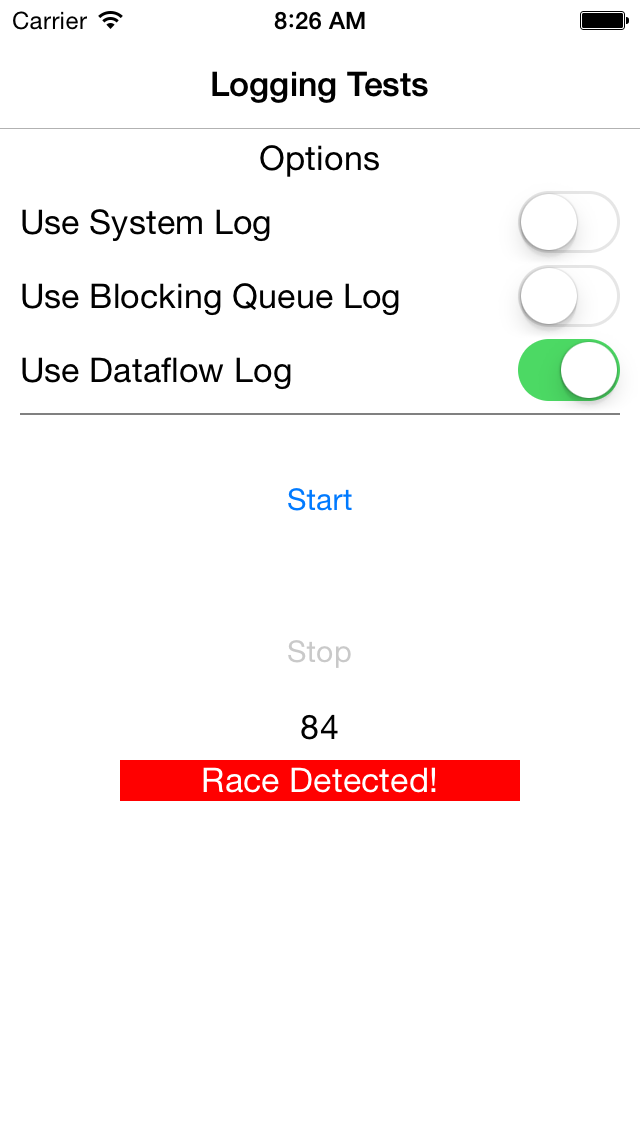 Carrier 8:26 AM
Logging Tests
Options
Use System Log
Use Blocking Queue Log
Use Dataflow Log
Start
Stop
84
Race Detected!